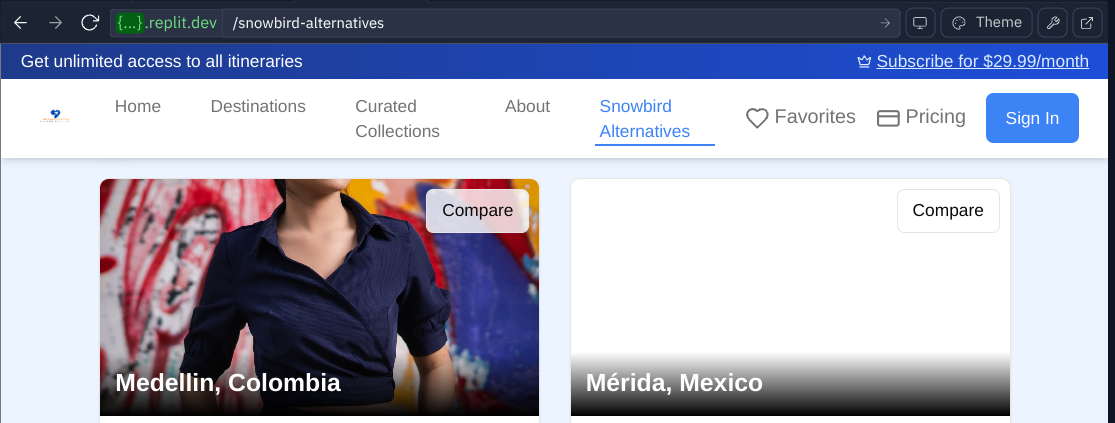 {...}.replit.dev /snowbird-alternatives Theme
Get unlimited access to all itineraries Subscribe for $29.99/month
Home Destinations Curated Collections About Snowbird Alternatives Favorites Pricing Sign In
Compare
Medellin, Colombia
Compare
Mérida, Mexico